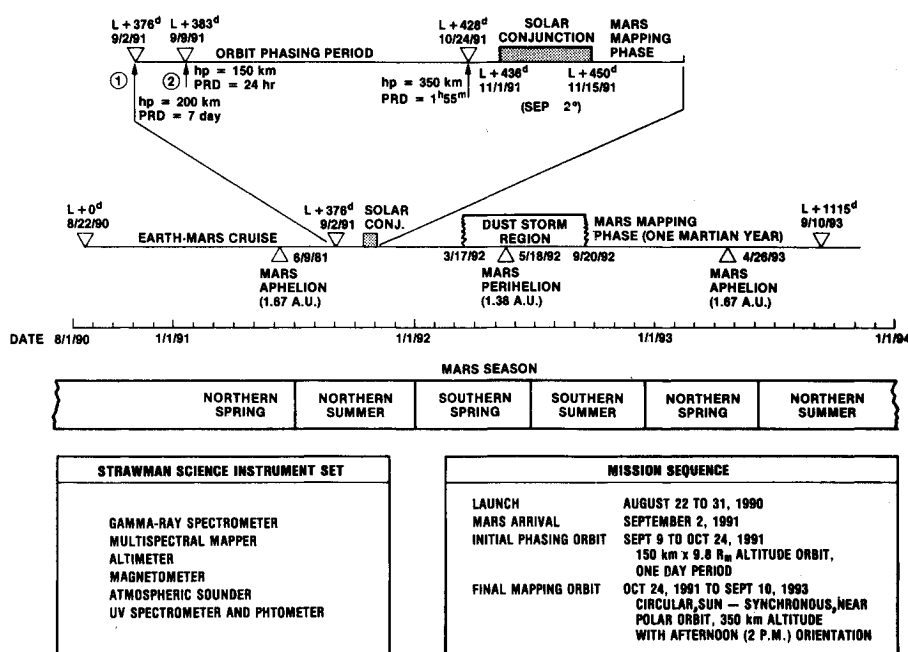 L + 376ᵈ
9/2/91
L + 383ᵈ
9/9/91
ORBIT PHASING PERIOD
L + 428ᵈ
10/24/91
SOLAR
CONJUNCTION
MARS
MAPPING
PHASE
①
②
hp = 150 km
PRD = 24 hr
hp = 200 km
PRD = 7 day
hp = 350 km
PRD = 1ʰ55ᵐ
L + 436ᵈ
11/1/91
L + 450ᵈ
11/15/91
(SEP 2°)
L + 0ᵈ
8/22/90
EARTH-MARS CRUISE
L + 376ᵈ
9/2/91
SOLAR
CONJ.
DUST STORM
REGION
MARS MAPPING
PHASE (ONE MARTIAN YEAR)
L + 1115ᵈ
9/10/93
6/9/81
MARS
APHELION
(1.67 A.U.)
3/17/92
5/18/92
9/20/92
MARS
PERIHELION
(1.38 A.U.)
4/26/93
MARS
APHELION
(1.67 A.U.)
DATE 8/1/90 1/1/91 1/1/92 1/1/93 1/1/94
MARS SEASON
NORTHERN
SPRING
NORTHERN
SUMMER
SOUTHERN
SPRING
SOUTHERN
SUMMER
NORTHERN
SPRING
NORTHERN
SUMMER
STRAWMAN SCIENCE INSTRUMENT SET
GAMMA-RAY SPECTROMETER
MULTISPECTRAL MAPPER
ALTIMETER
MAGNETOMETER
ATMOSPHERIC SOUNDER
UV SPECTROMETER AND PHTOMETER
MISSION SEQUENCE
LAUNCH AUGUST 22 TO 31, 1990
MARS ARRIVAL SEPTEMBER 2, 1991
INITIAL PHASING ORBIT SEPT 9 TO OCT 24, 1991
150 km x 9.8 Rₘ ALTITUDE ORBIT,
ONE DAY PERIOD
FINAL MAPPING ORBIT OCT 24, 1991 TO SEPT 10, 1993
CIRCULAR, SUN — SYNCHRONOUS, NEAR
POLAR ORBIT, 350 km ALTITUDE
WITH AFTERNOON (2 P.M.) ORIENTATION